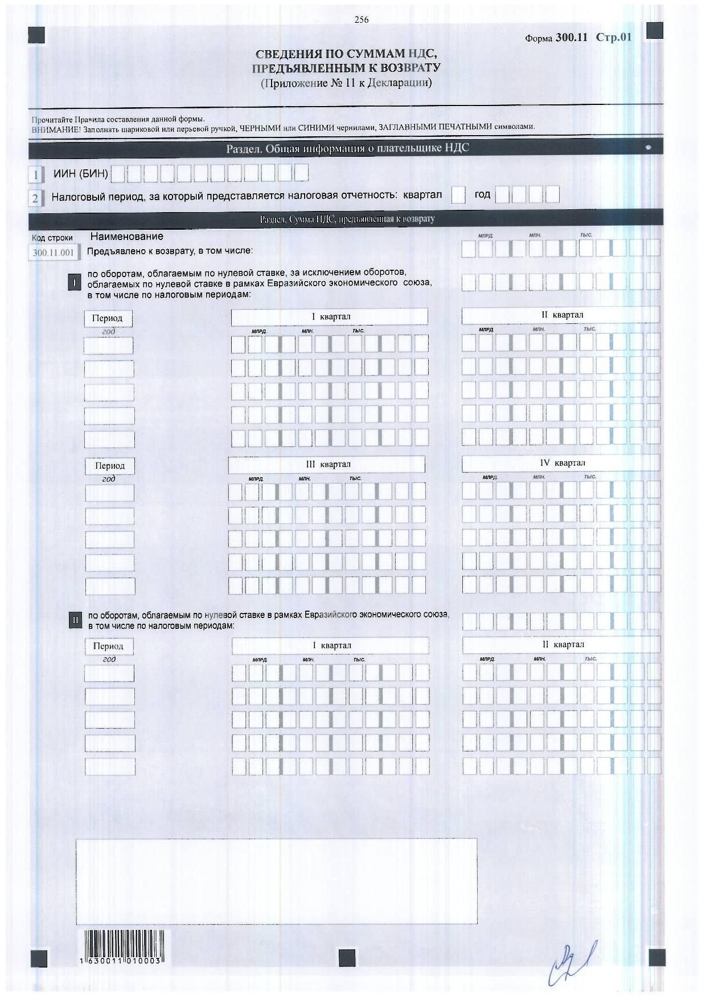 256
Форма 300.11 Стр.01
СВЕДЕНИЯ ПО СУММАМ НДС,
ПРЕДЪЯВЛЕННЫМ К ВОЗВРАТУ
(Приложение № 11 к Декларации)
Прочитайте Правила составления данной формы.
ВНИМАНИЕ! Заполнять шариковой или перьевой ручкой, ЧЕРНЫМИ или СИНИМИ чернилами, ЗАГЛАВНЫМИ ПЕЧАТНЫМИ символами.
Раздел. Общая информация о плательщике НДС
1 ИИН (БИН)
2 Налоговый период, за который представляется налоговая отчетность: квартал год
Раздел. Сумма НДС, предъявленная к возврату
Код строки Наименование млрд. млн. тыс.
300.11.001 Предъявлено к возврату, в том числе:
I по оборотам, облагаемым по нулевой ставке, за исключением оборотов,
облагаемых по нулевой ставке в рамках Евразийского экономического союза,
в том числе по налоговым периодам:
Период I квартал II квартал
год млрд. млн. тыс. млрд. млн. тыс.
Период III квартал IV квартал
год млрд. млн. тыс. млрд. млн. тыс.
II по оборотам, облагаемым по нулевой ставке в рамках Евразийского экономического союза,
в том числе по налоговым периодам:
Период I квартал II квартал
год млрд. млн. тыс. млрд. млн. тыс.
1 630011 010003